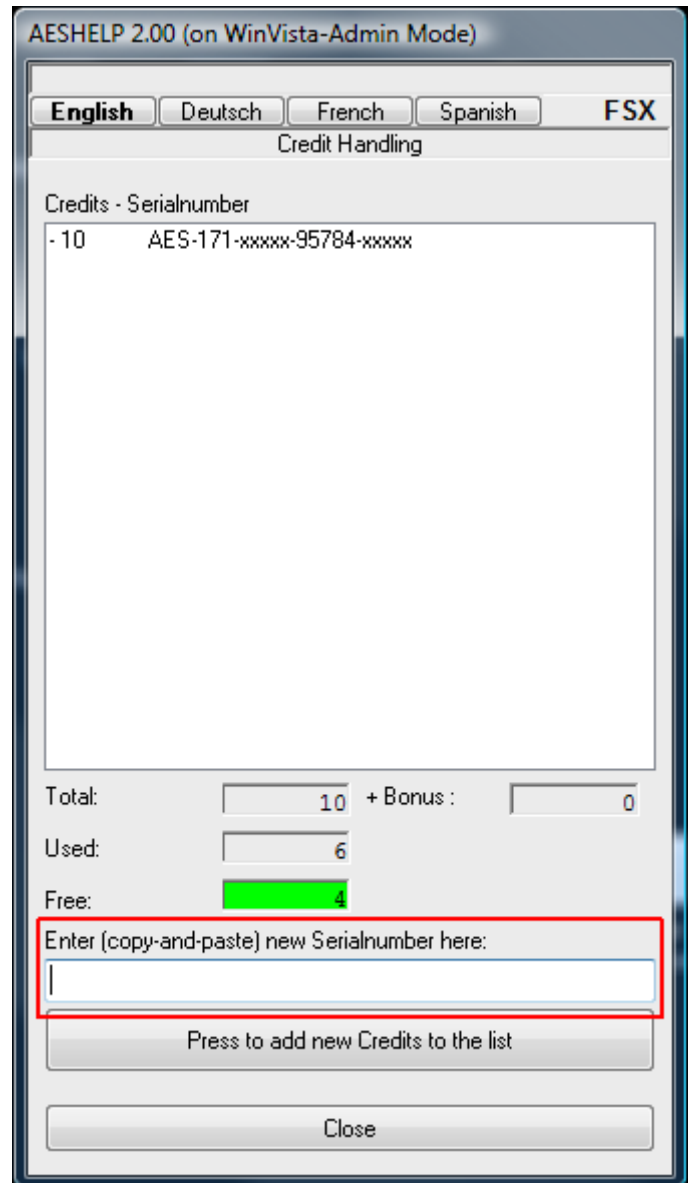 AESHELP 2.00 (on WinVista-Admin Mode)
English Deutsch French Spanish FSX
Credit Handling
Credits - Serialnumber
- 10 AES-171-xxxxx-95784-xxxxx
Total: 10 + Bonus : 0
Used: 6
Free: 4
Enter (copy-and-paste) new Serialnumber here:
Press to add new Credits to the list
Close